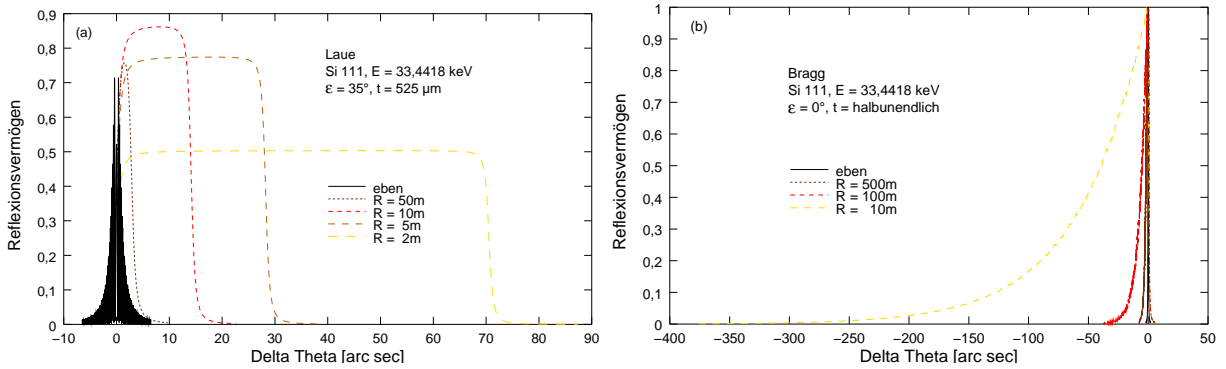 (a)
Laue
Si 111, E = 33,4418 keV
ε = 35°, t = 525 µm
eben
R = 50m
R = 10m
R = 5m
R = 2m
Reflexionsvermögen
0,9
0,8
0,7
0,6
0,5
0,4
0,3
0,2
0,1
0
−10 0 10 20 30 40 50 60 70 80 90
Delta Theta [arc sec]
(b)
Bragg
Si 111, E = 33,4418 keV
ε = 0°, t = halbunendlich
eben
R = 500m
R = 100m
R = 10m
Reflexionsvermögen
1
0,9
0,8
0,7
0,6
0,5
0,4
0,3
0,2
0,1
0
−400 −350 −300 −250 −200 −150 −100 −50 0 50
Delta Theta [arc sec]